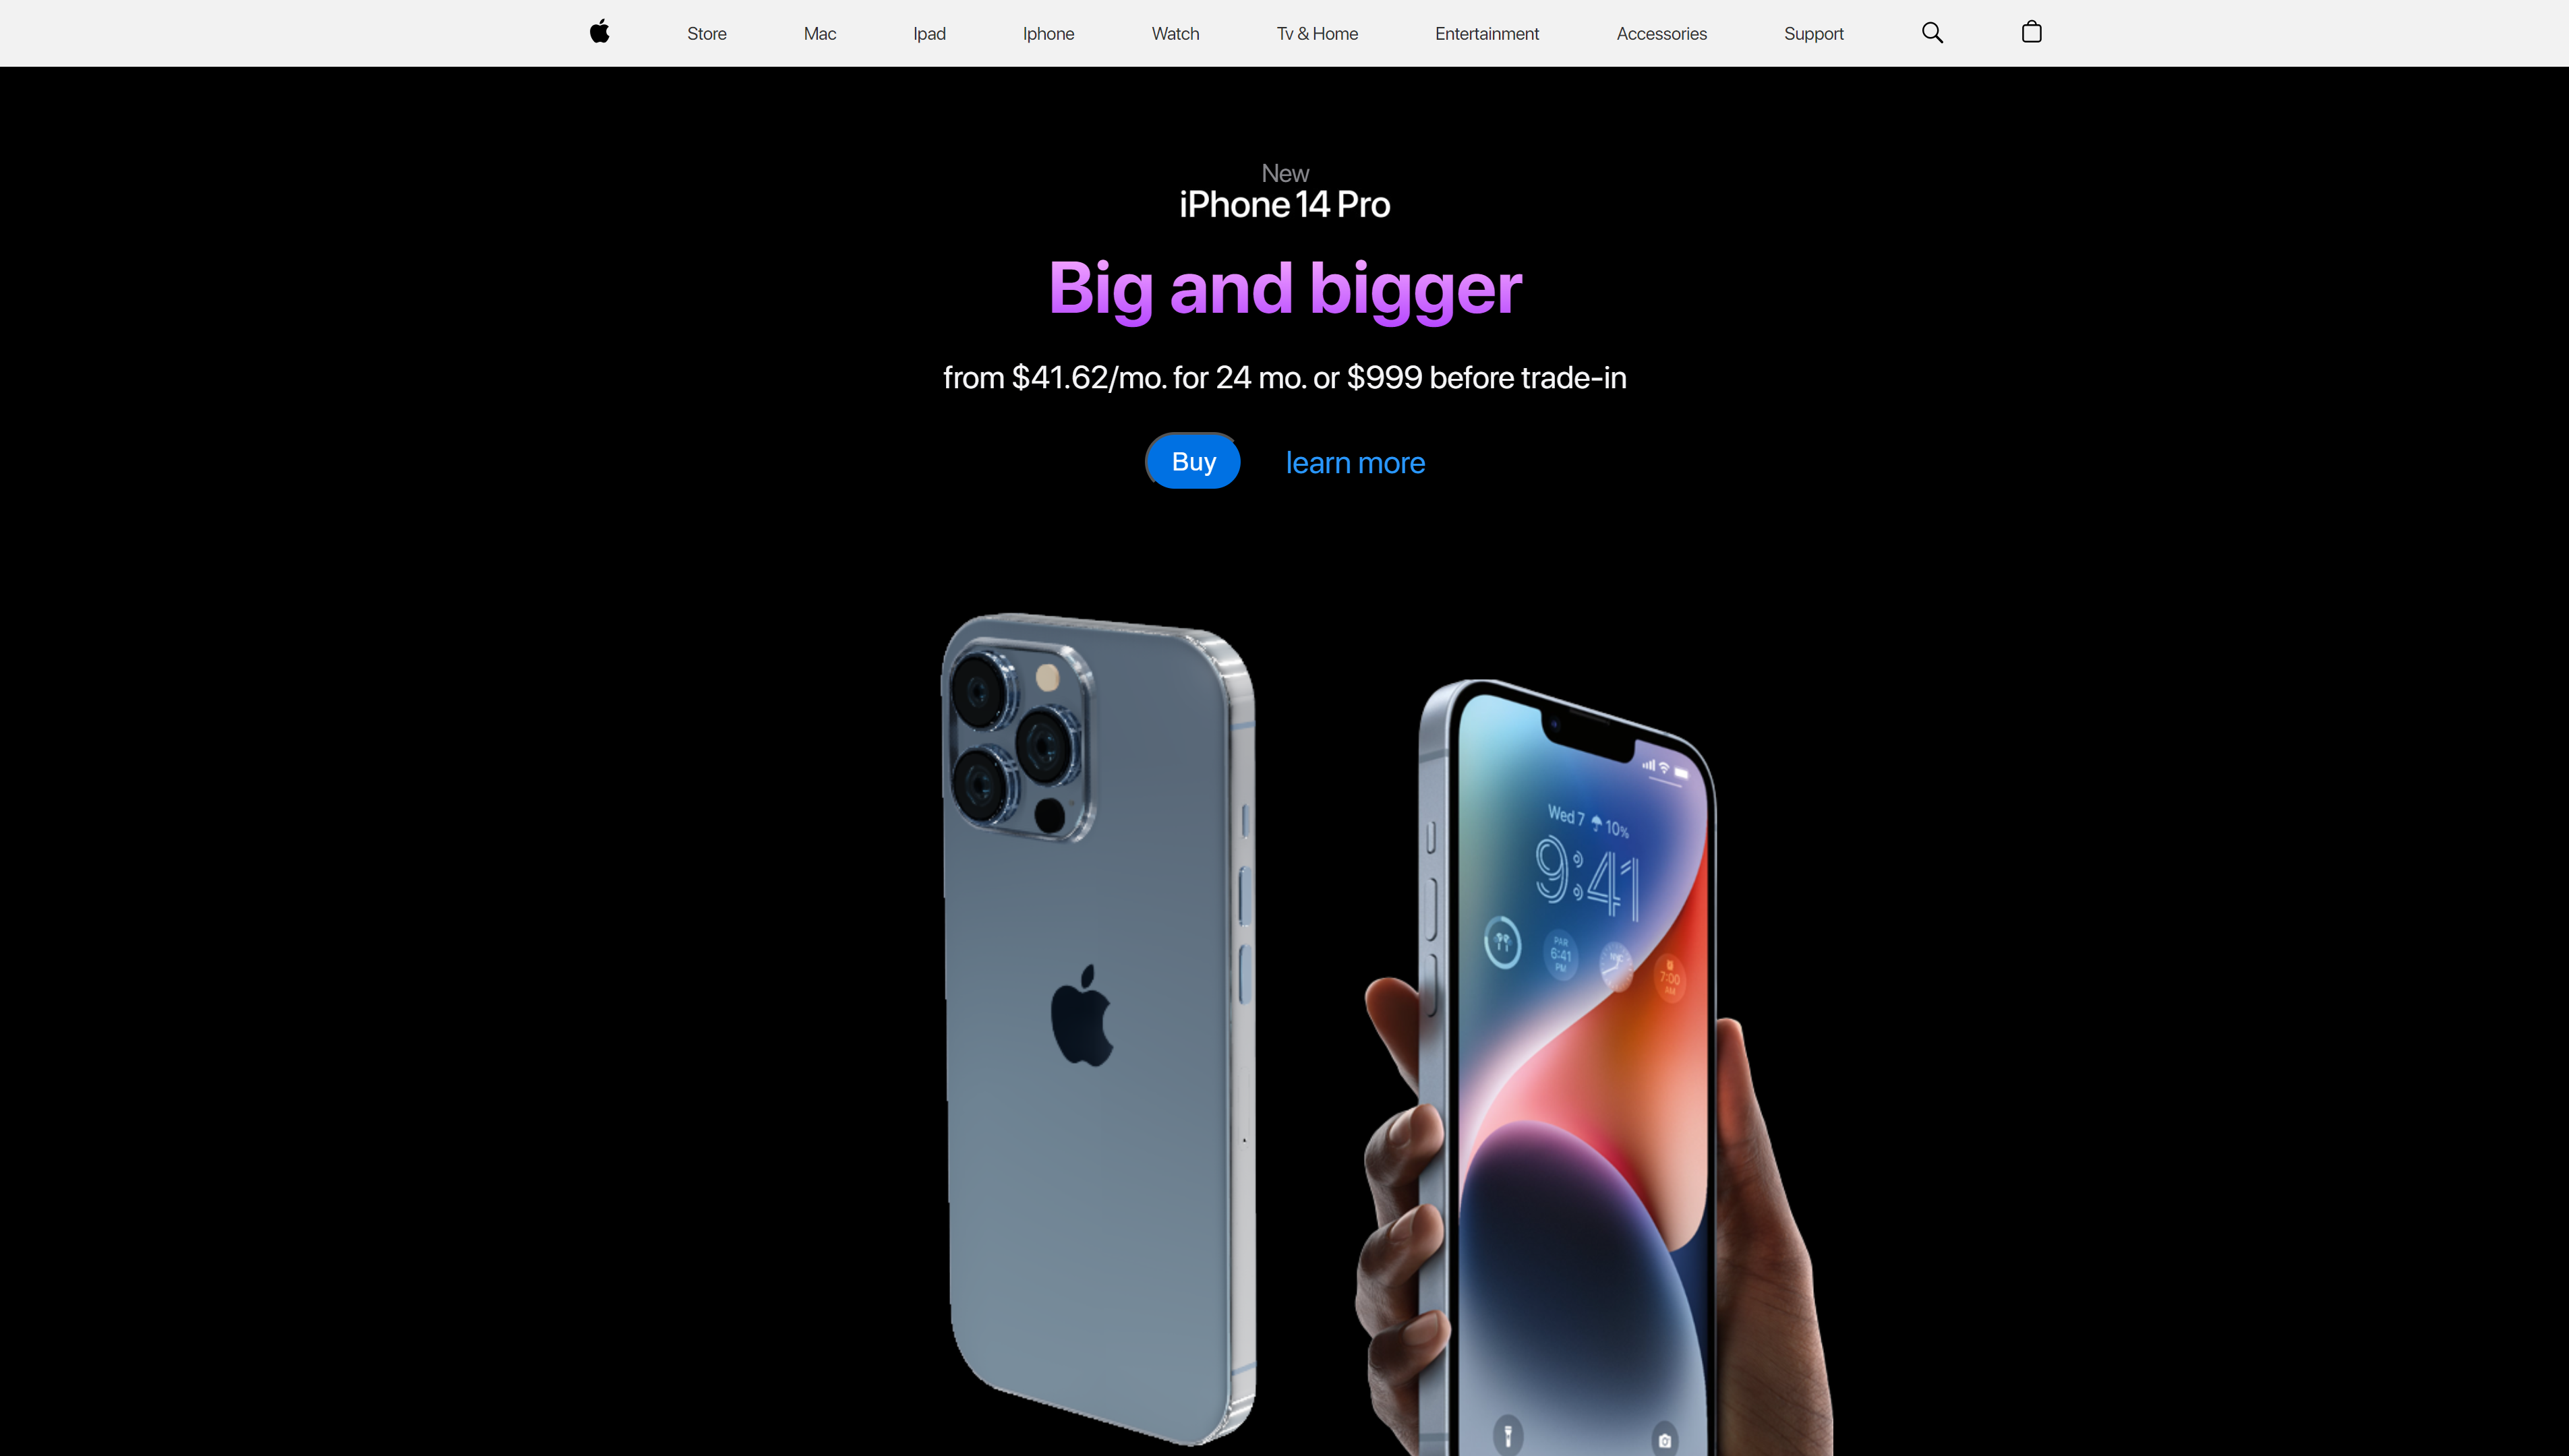 Store Mac Ipad Iphone Watch Tv & Home Entertainment Accessories Support
New
iPhone 14 Pro
Big and bigger
from $41.62/mo. for 24 mo. or $999 before trade-in
Buy learn more
Wed 7 10%
9:41
PAR
6:41
PM
NYC
7:00
AM